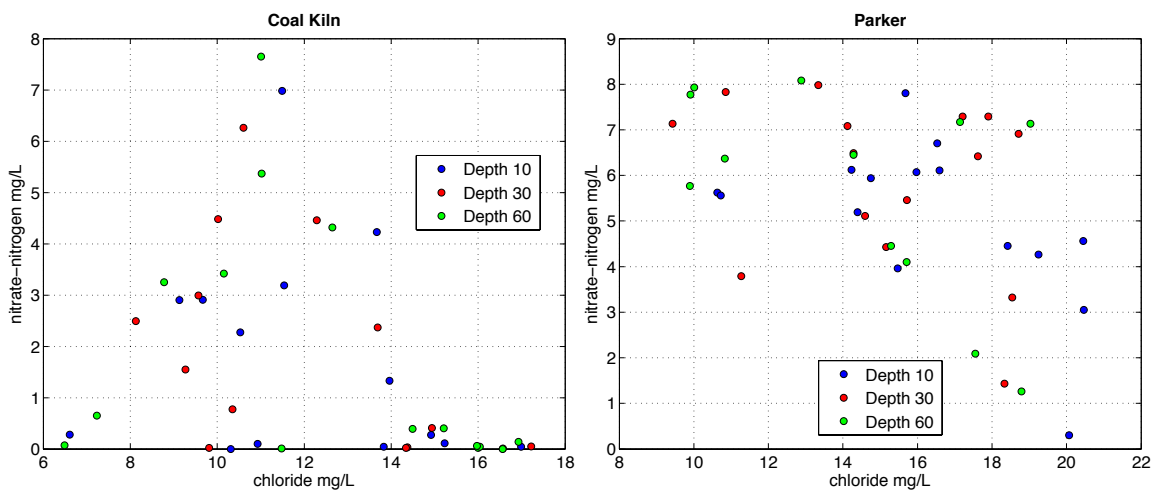 Coal Kiln
8
7
6
5
4
3
2
1
0
nitrate-nitrogen mg/L
Depth 10
Depth 30
Depth 60
6 8 10 12 14 16 18
chloride mg/L
Parker
9
8
7
6
5
4
3
2
1
0
nitrate-nitrogen mg/L
Depth 10
Depth 30
Depth 60
8 10 12 14 16 18 20 22
chloride mg/L